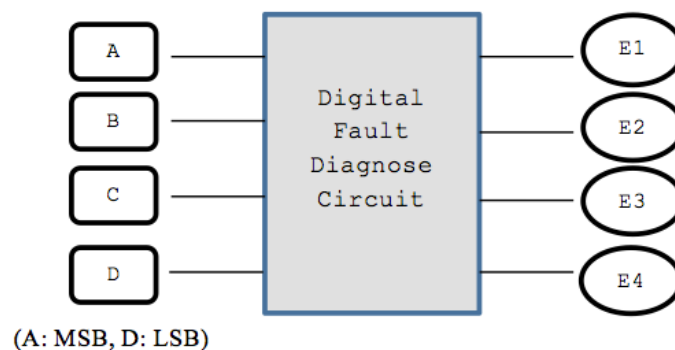 A
B
C
D
Digital
Fault
Diagnose
Circuit
E1
E2
E3
E4
(A: MSB, D: LSB)